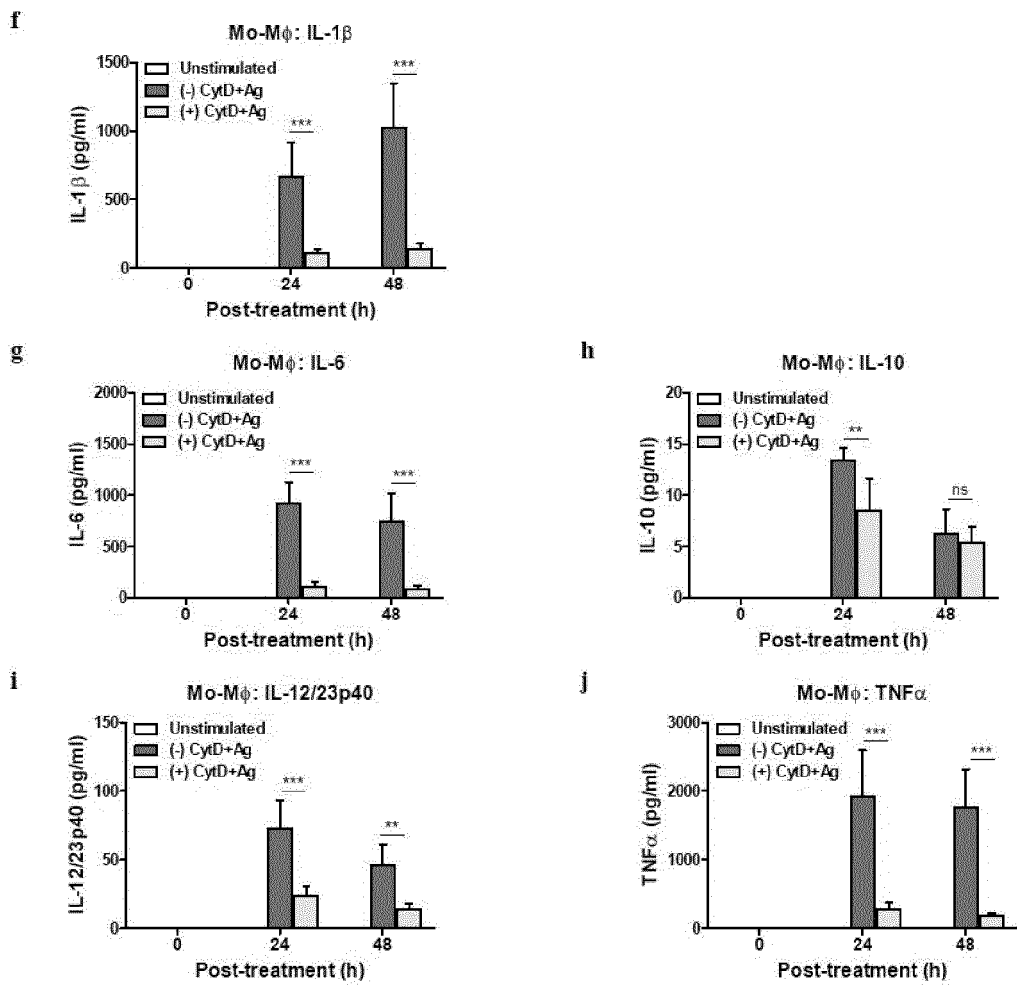 f
Mo-Mϕ: IL-1β
1500
1000
500
0
IL-1β (pg/ml)
Unstimulated
(-) CytD+Ag
(+) CytD+Ag
***
***
0 24 48
Post-treatment (h)
g
Mo-Mϕ: IL-6
2000
1500
1000
500
0
IL-6 (pg/ml)
Unstimulated
(-) CytD+Ag
(+) CytD+Ag
***
***
0 24 48
Post-treatment (h)
h
Mo-Mϕ: IL-10
20
15
10
5
0
IL-10 (pg/ml)
Unstimulated
(-) CytD+Ag
(+) CytD+Ag
**
ns
0 24 48
Post-treatment (h)
i
Mo-Mϕ: IL-12/23p40
150
100
50
0
IL-12/23p40 (pg/ml)
Unstimulated
(-) CytD+Ag
(+) CytD+Ag
***
**
0 24 48
Post-treatment (h)
j
Mo-Mϕ: TNFα
3000
2000
1000
0
TNFα (pg/ml)
Unstimulated
(-) CytD+Ag
(+) CytD+Ag
***
***
0 24 48
Post-treatment (h)